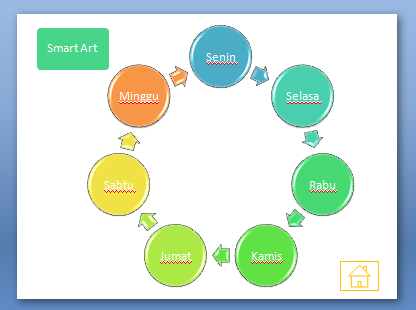 Smart Art
Senin
Selasa
Rabu
Kamis
Jumat
Sabtu
Minggu